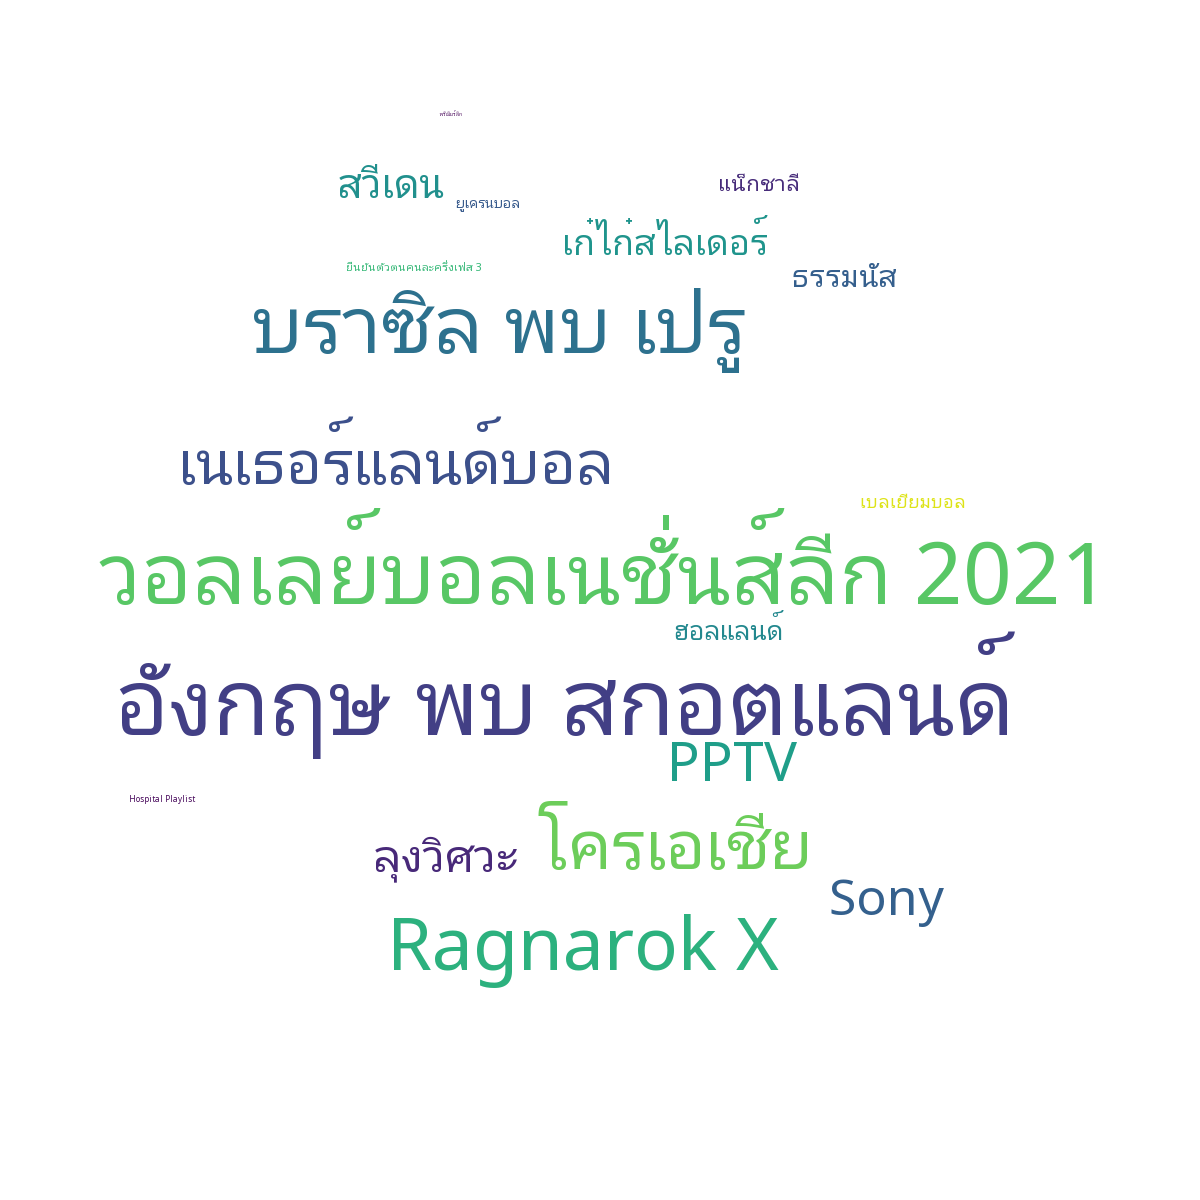 สวีเดน
แน็กชาลี
ยูเครนบอล
เก๋ไก๋สไลเดอร์
ยืนยันตัวตนคนละครึ่งเฟส 3
ธรรมนัส
บราซิล พบ เปรู
เนเธอร์แลนด์บอล
เบลเยียมบอล
วอลเลย์บอลเนชั่นส์ลีก 2021
ฮอลแลนด์
อังกฤษ พบ สกอตแลนด์
PPTV
Hospital Playlist
ลุงวิศวะ
โครเอเชีย
Sony
Ragnarok X